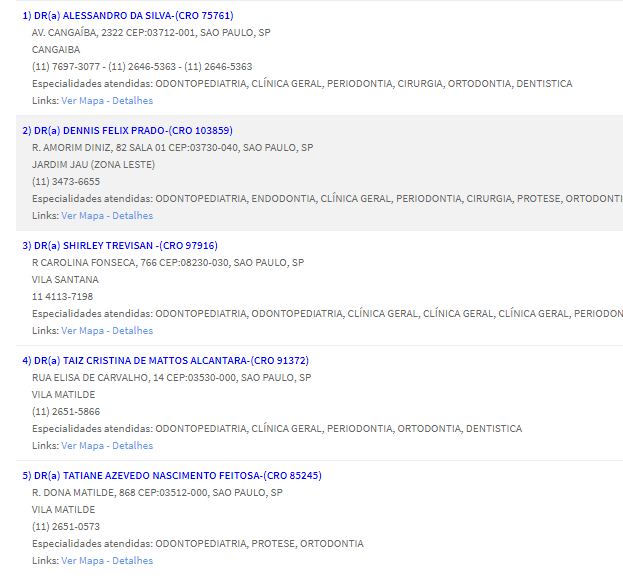 1) DR(a) ALESSANDRO DA SILVA-(CRO 75761)
AV. CANGAÍBA, 2322 CEP:03712-001, SAO PAULO, SP
CANGAIBA
(11) 7697-3077 - (11) 2646-5363 - (11) 2646-5363
Especialidades atendidas: ODONTOPEDIATRIA, CLÍNICA GERAL, PERIODONTIA, CIRURGIA, ORTODONTIA, DENTISTICA
Links: Ver Mapa - Detalhes
2) DR(a) DENNIS FELIX PRADO-(CRO 103859)
R. AMORIM DINIZ, 82 SALA 01 CEP:03730-040, SAO PAULO, SP
JARDIM JAU (ZONA LESTE)
(11) 3473-6655
Especialidades atendidas: ODONTOPEDIATRIA, ENDODONTIA, CLÍNICA GERAL, PERIODONTIA, CIRURGIA, PROTESE, ORTODONTI
Links: Ver Mapa - Detalhes
3) DR(a) SHIRLEY TREVISAN -(CRO 97916)
R CAROLINA FONSECA, 766 CEP:08230-030, SAO PAULO, SP
VILA SANTANA
11 4113-7198
Especialidades atendidas: ODONTOPEDIATRIA, ODONTOPEDIATRIA, CLÍNICA GERAL, CLÍNICA GERAL, CLÍNICA GERAL, PERIODON
Links: Ver Mapa - Detalhes
4) DR(a) TAIZ CRISTINA DE MATTOS ALCANTARA-(CRO 91372)
RUA ELISA DE CARVALHO, 14 CEP:03530-000, SAO PAULO, SP
VILA MATILDE
(11) 2651-5866
Especialidades atendidas: ODONTOPEDIATRIA, CLÍNICA GERAL, PERIODONTIA, ORTODONTIA, DENTISTICA
Links: Ver Mapa - Detalhes
5) DR(a) TATIANE AZEVEDO NASCIMENTO FEITOSA-(CRO 85245)
R. DONA MATILDE, 868 CEP:03512-000, SAO PAULO, SP
VILA MATILDE
(11) 2651-0573
Especialidades atendidas: ODONTOPEDIATRIA, PROTESE, ORTODONTIA
Links: Ver Mapa - Detalhes